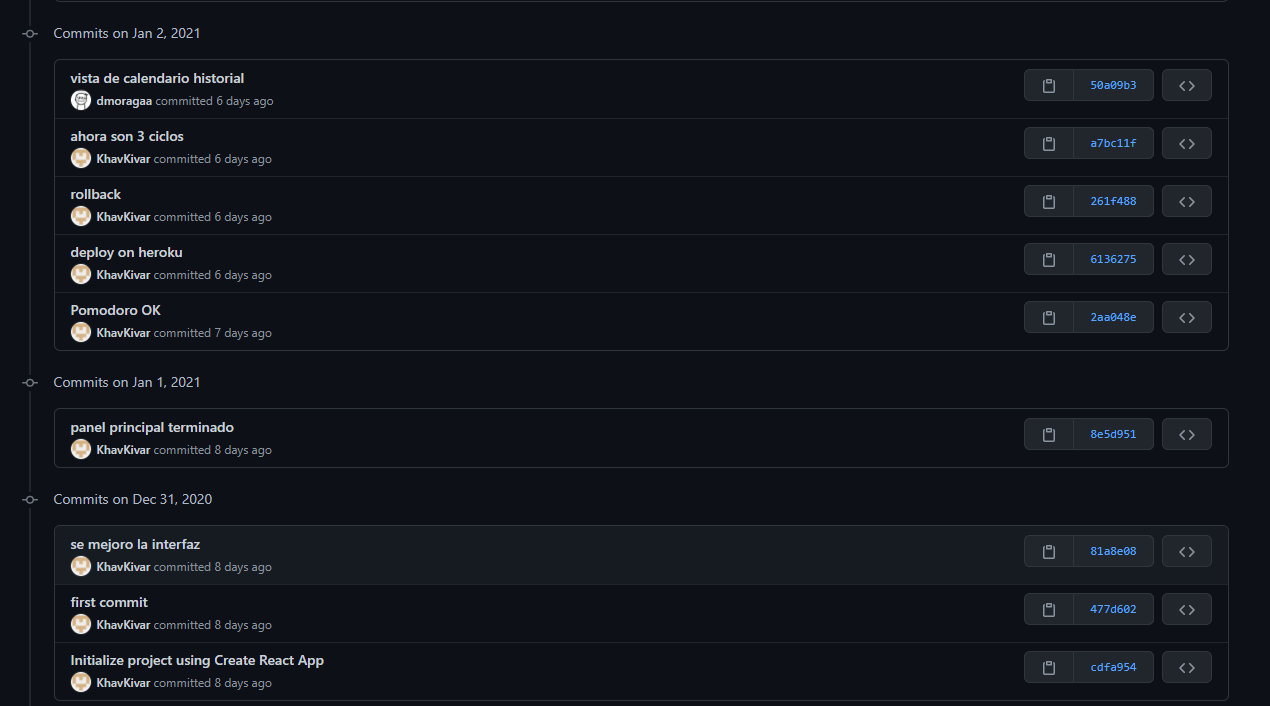 Commits on Jan 2, 2021
vista de calendario historial
50a09b3
dmoragaa committed 6 days ago
ahora son 3 ciclos
a7bc11f
KhavKivar committed 6 days ago
rollback
261f488
KhavKivar committed 6 days ago
deploy on heroku
6136275
KhavKivar committed 6 days ago
Pomodoro OK
2aa048e
KhavKivar committed 7 days ago
Commits on Jan 1, 2021
panel principal terminado
8e5d951
KhavKivar committed 8 days ago
Commits on Dec 31, 2020
se mejoro la interfaz
81a8e08
KhavKivar committed 8 days ago
first commit
477d602
KhavKivar committed 8 days ago
Initialize project using Create React App
cdfa954
KhavKivar committed 8 days ago